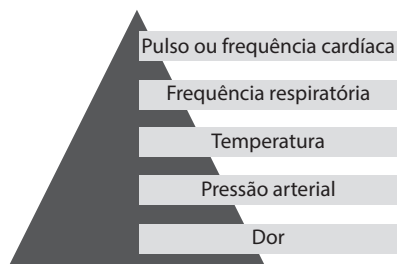 Pulso ou frequência cardíaca
Frequência respiratória
Temperatura
Pressão arterial
Dor